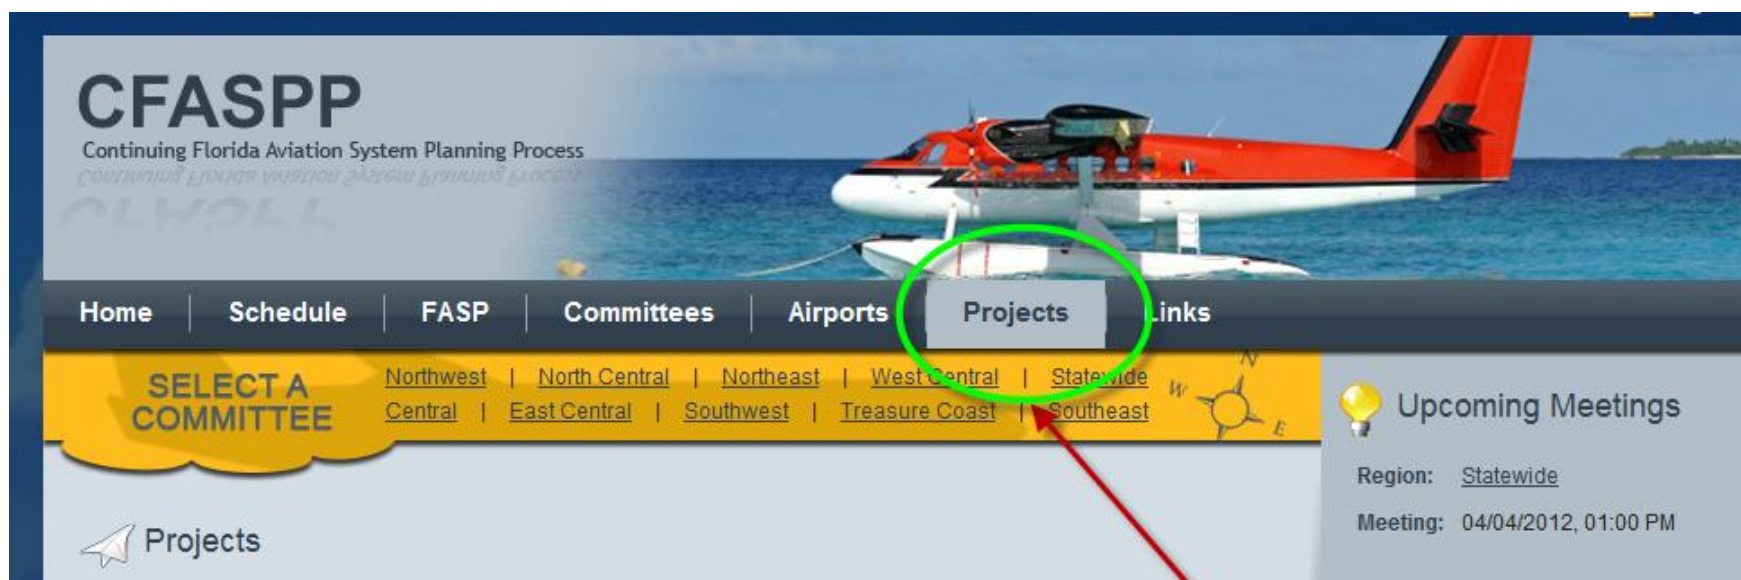 CFASPP
Continuing Florida Aviation System Planning Process
Home Schedule FASP Committees Airports Projects Links
SELECT A
COMMITTEE
Northwest | North Central | Northeast | West Central | Statewide
Central | East Central | Southwest | Treasure Coast | Southeast
N
W
E
Upcoming Meetings
Region: Statewide
Meeting: 04/04/2012, 01:00 PM
Projects